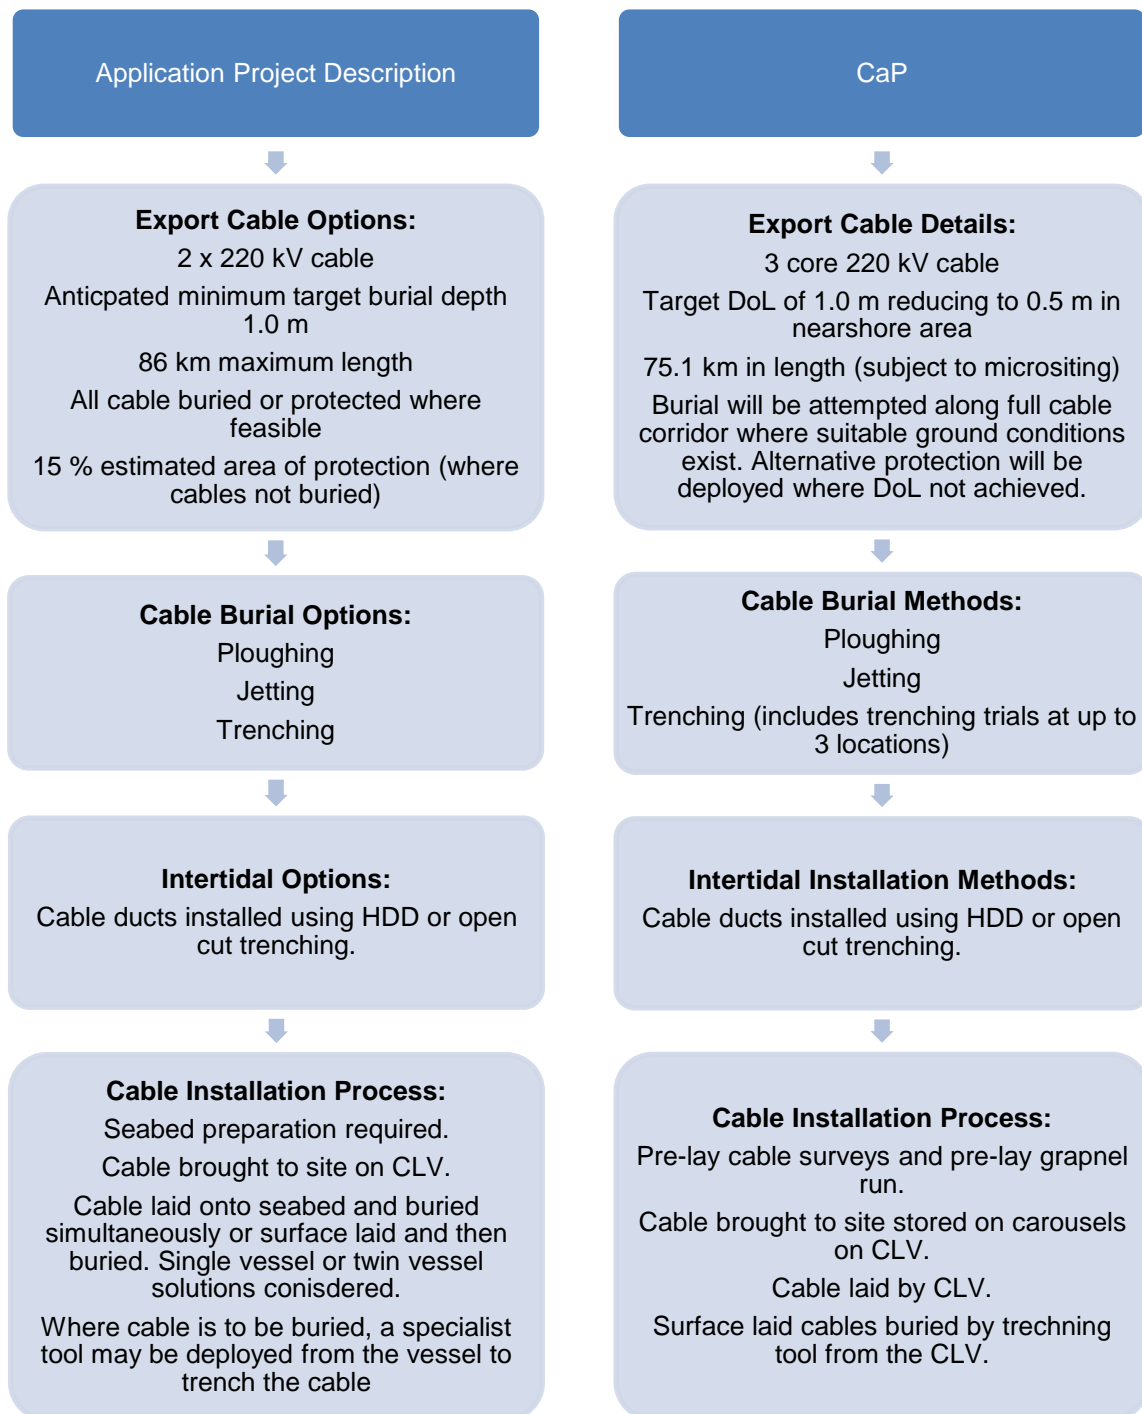 Application Project Description
Export Cable Options:
2 x 220 kV cable
Anticpated minimum target burial depth
1.0 m
86 km maximum length
All cable buried or protected where
feasible
15 % estimated area of protection (where
cables not buried)
Cable Burial Options:
Ploughing
Jetting
Trenching
Intertidal Options:
Cable ducts installed using HDD or open
cut trenching.
Cable Installation Process:
Seabed preparation required.
Cable brought to site on CLV.
Cable laid onto seabed and buried
simultaneously or surface laid and then
buried. Single vessel or twin vessel
solutions conisdered.
Where cable is to be buried, a specialist
tool may be deployed from the vessel to
trench the cable
CaP
Export Cable Details:
3 core 220 kV cable
Target DoL of 1.0 m reducing to 0.5 m in
nearshore area
75.1 km in length (subject to micrositing)
Burial will be attempted along full cable
corridor where suitable ground conditions
exist. Alternative protection will be
deployed where DoL not achieved.
Cable Burial Methods:
Ploughing
Jetting
Trenching (includes trenching trials at up to
3 locations)
Intertidal Installation Methods:
Cable ducts installed using HDD or open
cut trenching.
Cable Installation Process:
Pre-lay cable surveys and pre-lay grapnel
run.
Cable brought to site stored on carousels
on CLV.
Cable laid by CLV.
Surface laid cables buried by trechning
tool from the CLV.